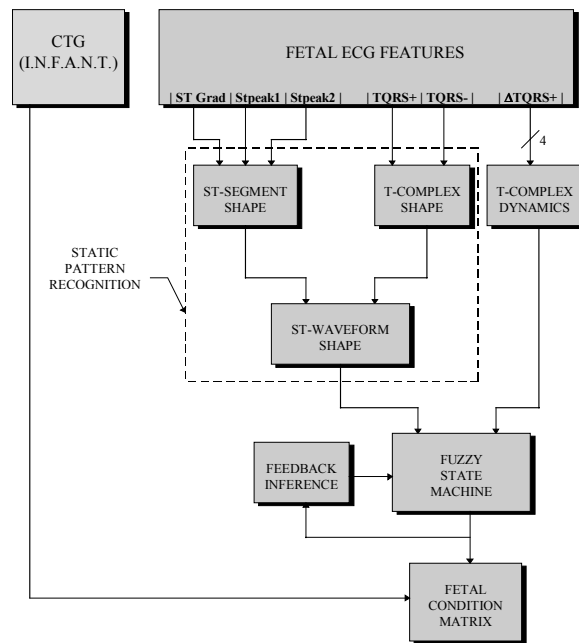 CTG
(I.N.F.A.N.T.)
FETAL ECG FEATURES
| ST Grad | Stpeak1 | Stpeak2 | | TQRS+ | TQRS- | | ΔTQRS+ |
4
ST-SEGMENT
SHAPE
T-COMPLEX
SHAPE
T-COMPLEX
DYNAMICS
STATIC
PATTERN
RECOGNITION
ST-WAVEFORM
SHAPE
FEEDBACK
INFERENCE
FUZZY
STATE
MACHINE
FETAL
CONDITION
MATRIX